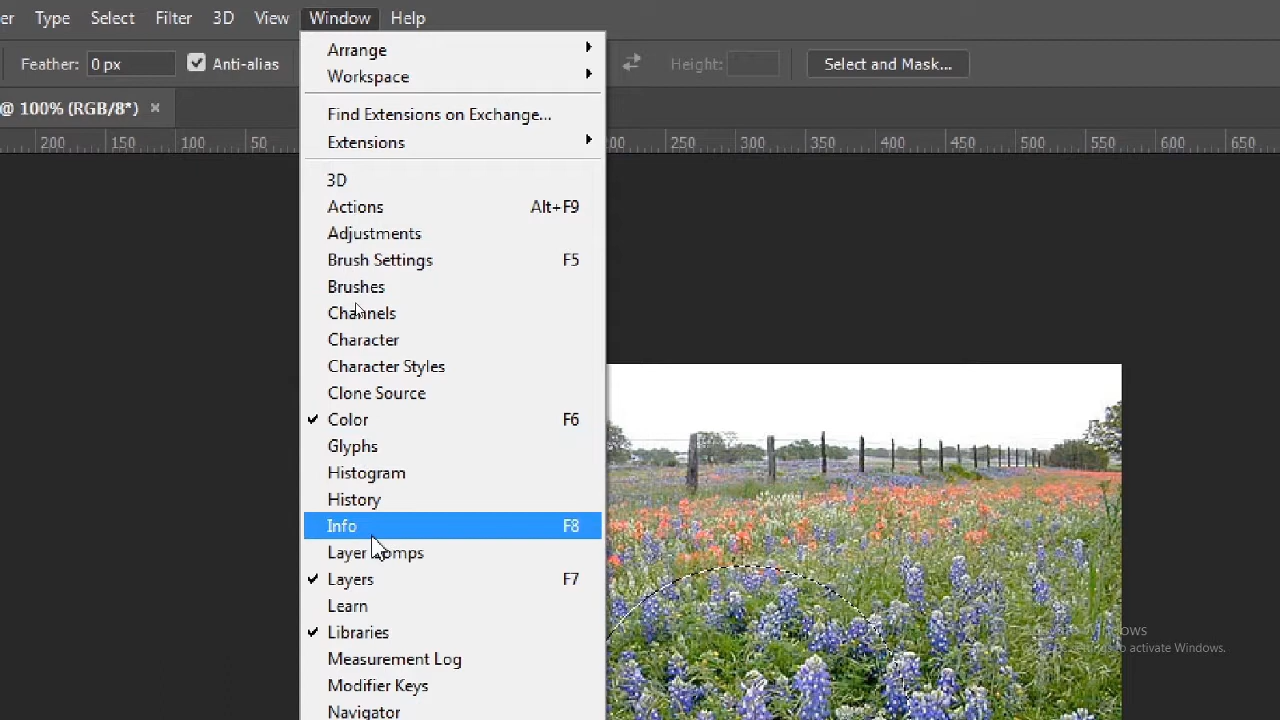 er Type Select Filter 3D View Window Help
Feather: 0 px Anti-alias Height: Select and Mask...
@ 100% (RGB/8*) ×
200 150 100 50 00 250 300 350 400 450 500 550 600 650
Arrange
Workspace
Find Extensions on Exchange...
Extensions
3D
Actions Alt+F9
Adjustments
Brush Settings F5
Brushes
Channels
Character
Character Styles
Clone Source
Color F6
Glyphs
Histogram
History
Info F8
Layer Comps
Layers F7
Learn
Libraries
Measurement Log
Modifier Keys
Navigator
to activate Windows.